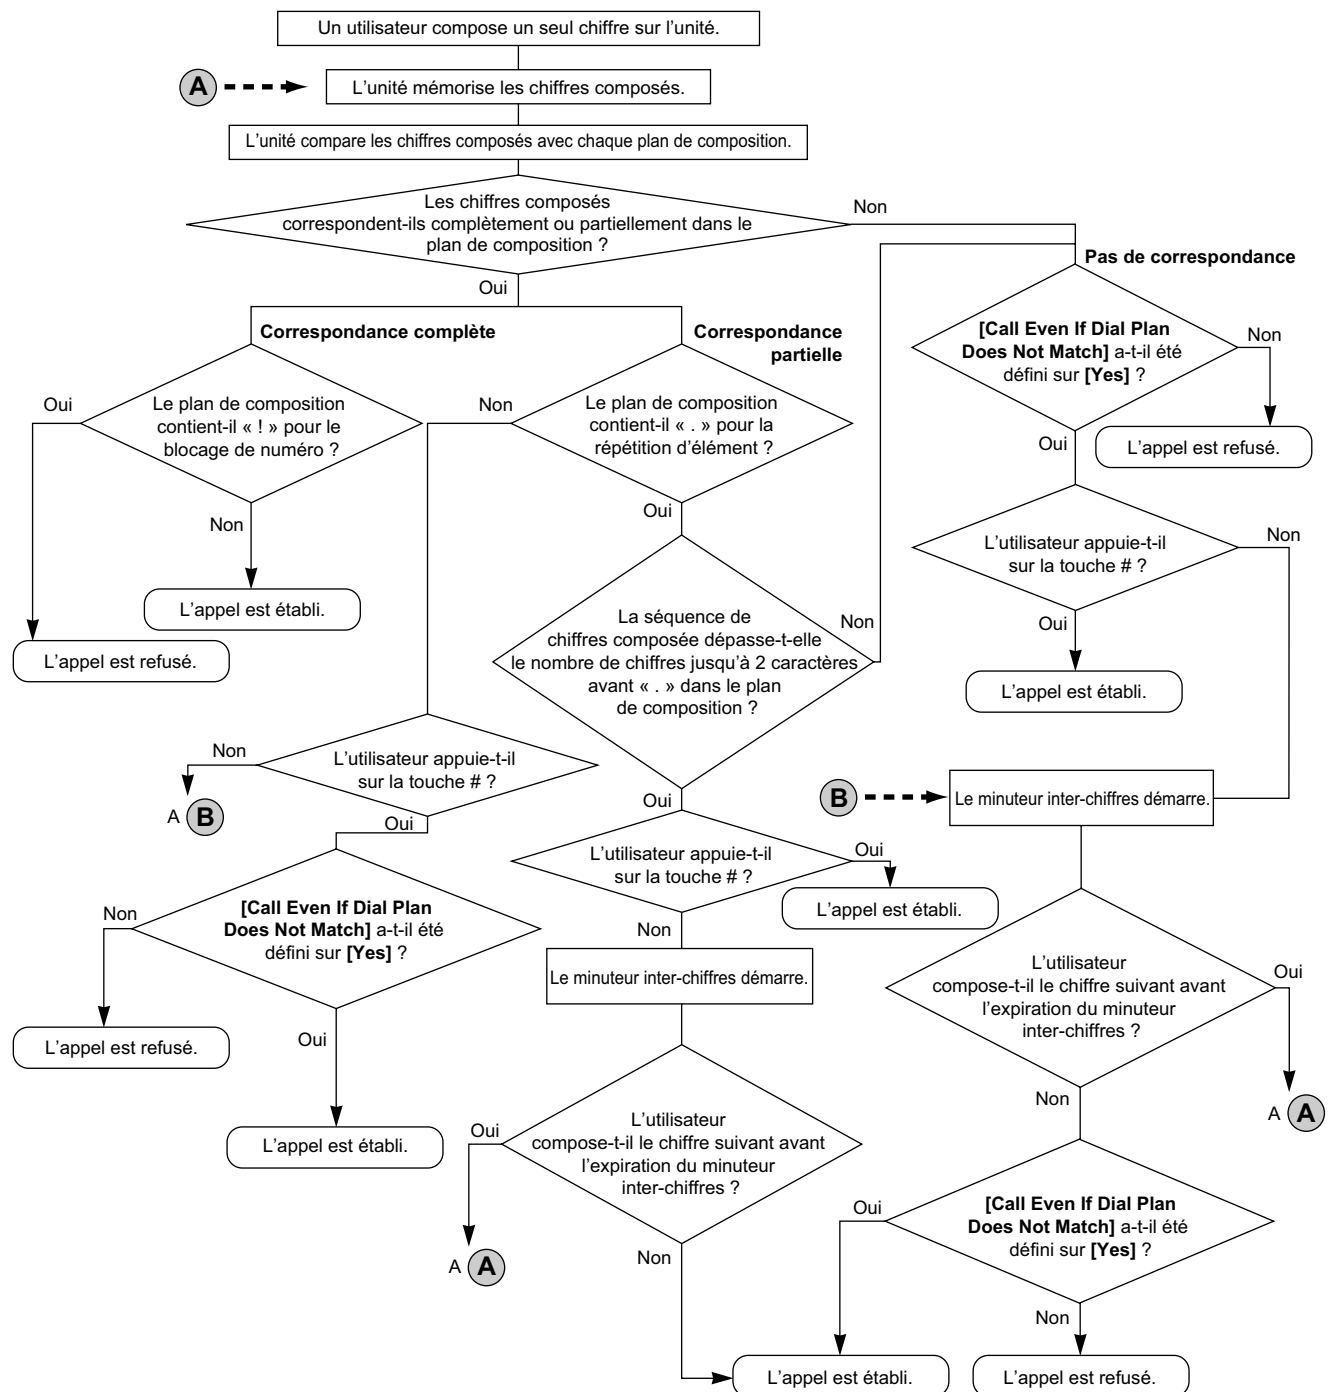 Un utilisateur compose un seul chiffre sur l'unité.
A
L'unité mémorise les chiffres composés.
L'unité compare les chiffres composés avec chaque plan de composition.
Les chiffres composés
correspondent-ils complètement ou partiellement dans le
plan de composition ?
Non
Oui
Pas de correspondance
Correspondance complète
Correspondance
partielle
[Call Even If Dial Plan
Does Not Match] a-t-il été
défini sur [Yes] ?
Non
Oui
Le plan de composition
contient-il « ! » pour le
blocage de numéro ?
Non
Le plan de composition
contient-il « . » pour la
répétition d'élément ?
L'appel est refusé.
Oui
Non
Oui
L'utilisateur appuie-t-il
sur la touche # ?
Non
L'appel est établi.
L'appel est refusé.
La séquence de
chiffres composée dépasse-t-elle
le nombre de chiffres jusqu'à 2 caractères
avant « . » dans le plan
de composition ?
Non
Oui
L'appel est établi.
Non
L'utilisateur appuie-t-il
sur la touche # ?
A B
Oui
Oui
B
Le minuteur inter-chiffres démarre.
L'utilisateur appuie-t-il
sur la touche # ?
Oui
L'appel est établi.
Non
[Call Even If Dial Plan
Does Not Match] a-t-il été
défini sur [Yes] ?
Non
Le minuteur inter-chiffres démarre.
L'utilisateur
compose-t-il le chiffre suivant avant
l'expiration du minuteur
inter-chiffres ?
Oui
L'appel est refusé.
Oui
Non
A A
L'appel est établi.
Oui
L'utilisateur
compose-t-il le chiffre suivant avant
l'expiration du minuteur
inter-chiffres ?
A A
Non
Oui
[Call Even If Dial Plan
Does Not Match] a-t-il été
défini sur [Yes] ?
Non
L'appel est établi.
L'appel est refusé.